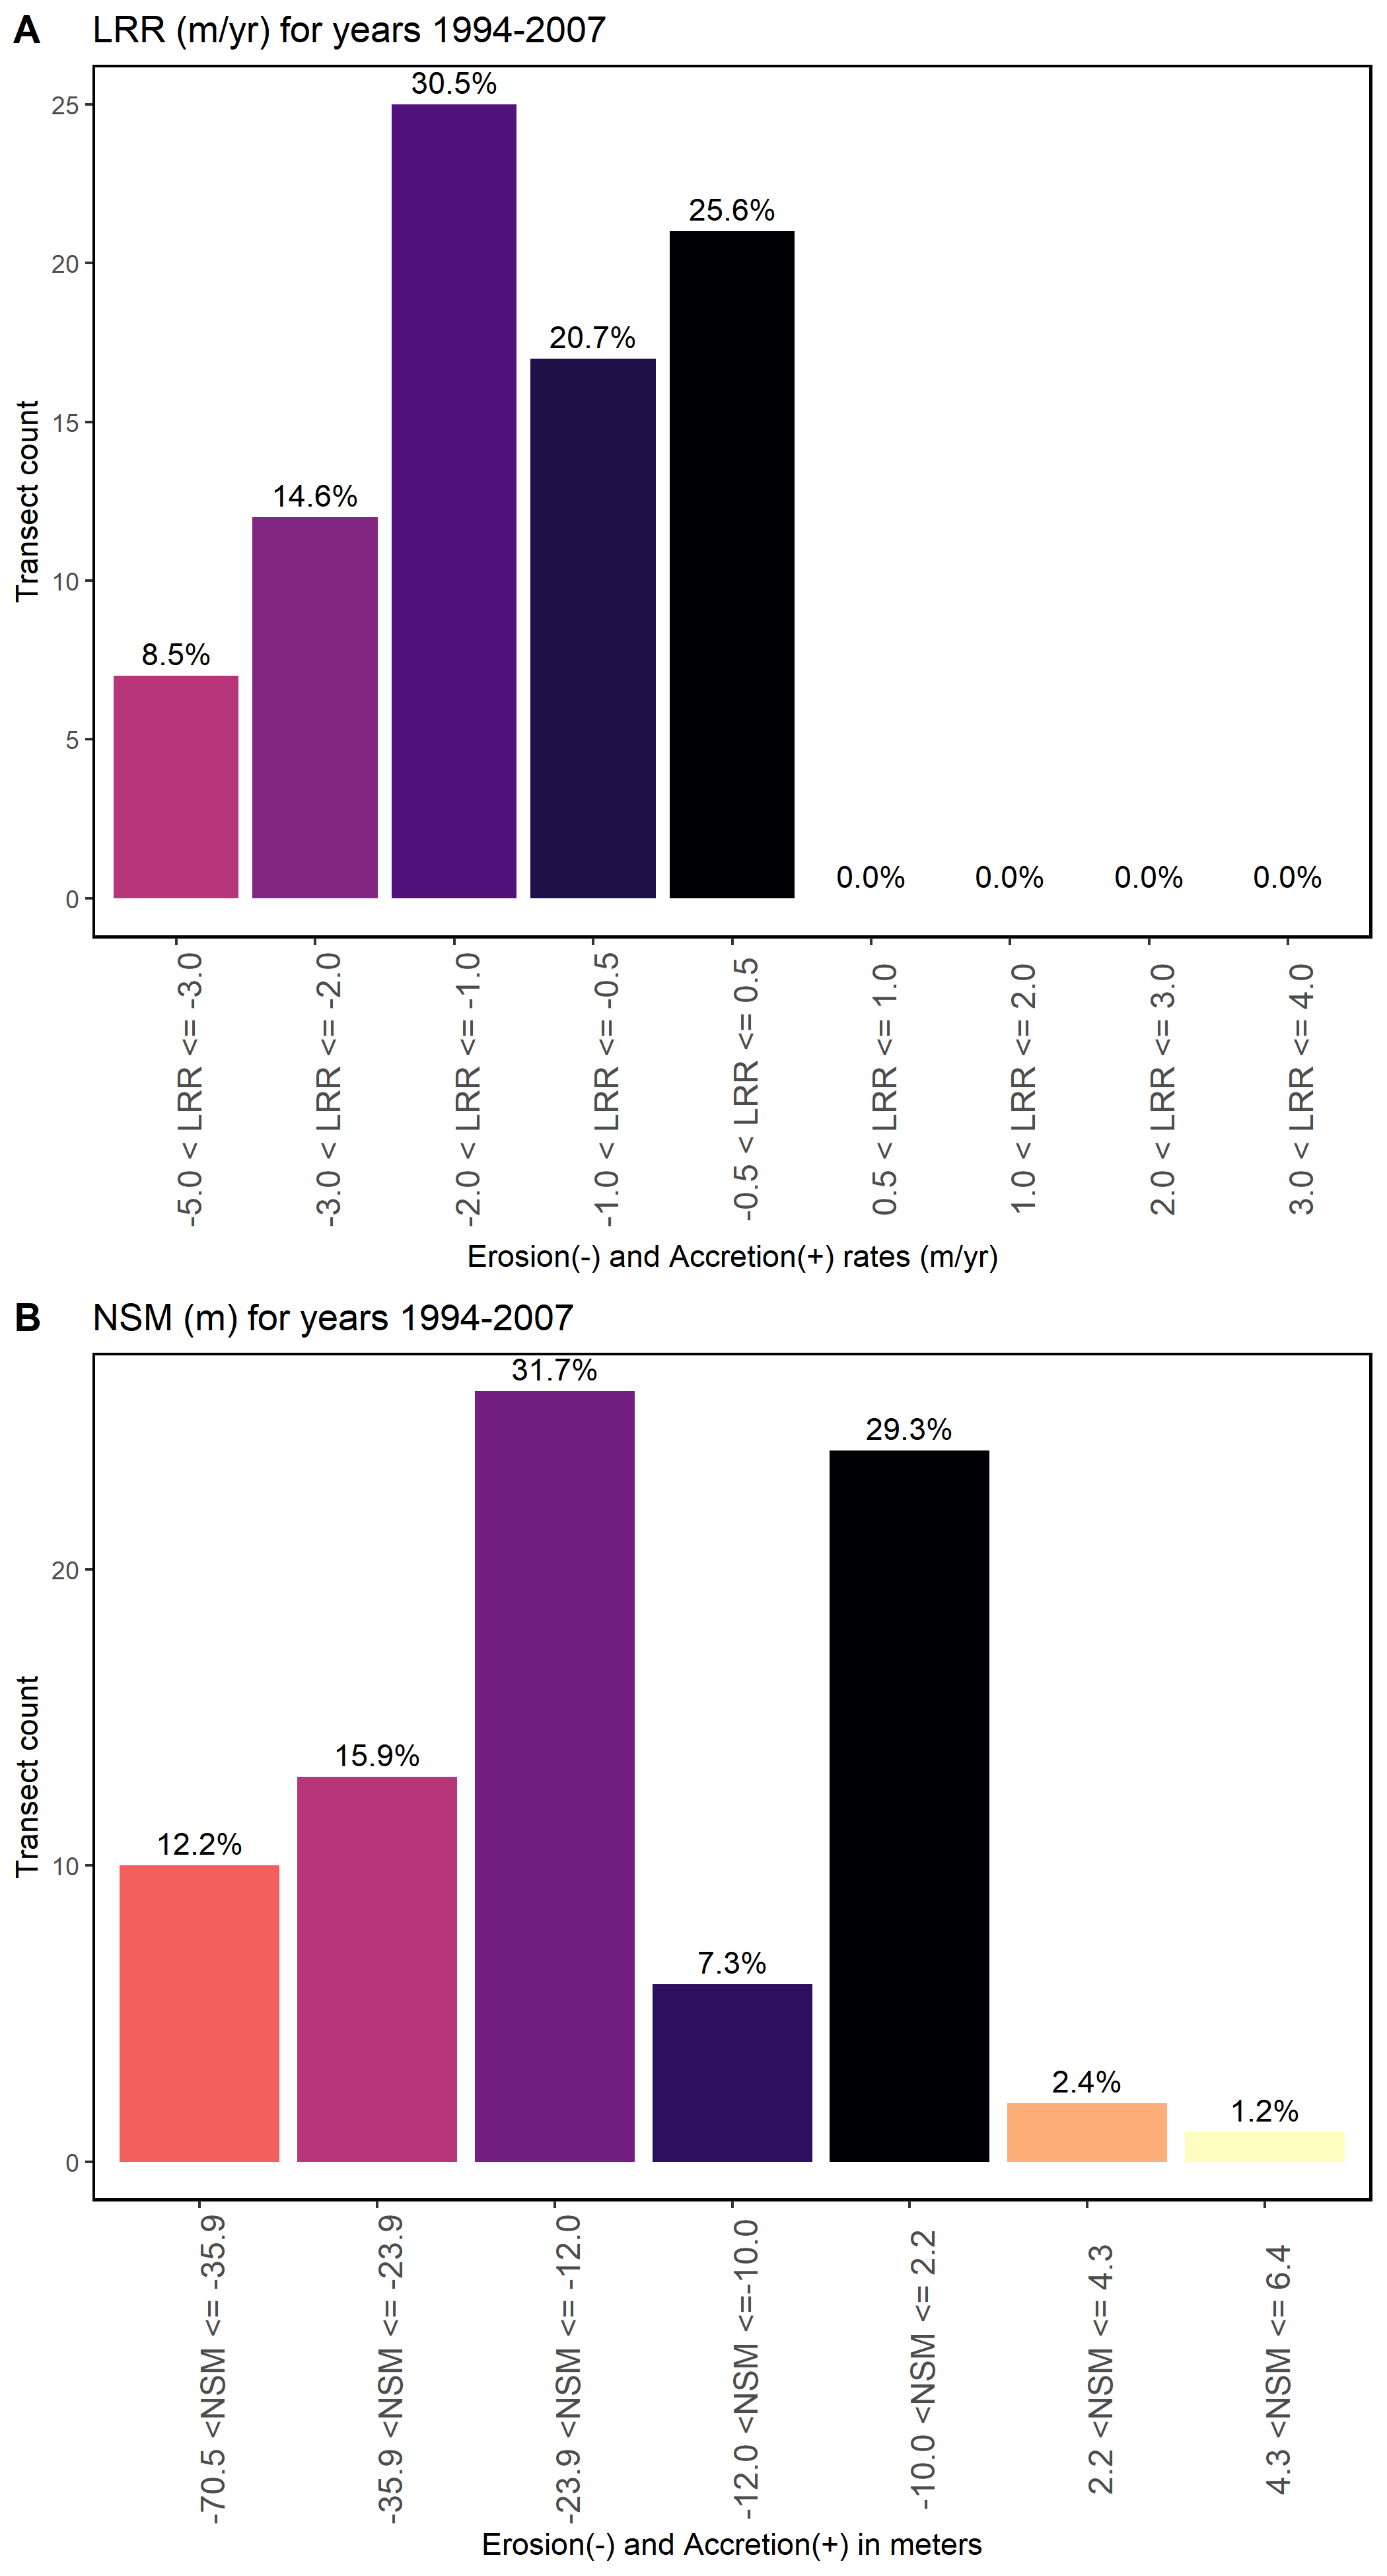 A LRR (m/yr) for years 1994-2007
30.5%
25
25.6%
20
20.7%
15
14.6%
10
8.5%
5
0.0% 0.0% 0.0% 0.0%
0
Transect count
-5.0 < LRR <= -3.0
-3.0 < LRR <= -2.0
-2.0 < LRR <= -1.0
-1.0 < LRR <= -0.5
-0.5 < LRR <= 0.5
0.5 < LRR <= 1.0
1.0 < LRR <= 2.0
2.0 < LRR <= 3.0
3.0 < LRR <= 4.0
Erosion(-) and Accretion(+) rates (m/yr)
B NSM (m) for years 1994-2007
31.7%
29.3%
20
15.9%
12.2%
10
7.3%
2.4%
1.2%
0
Transect count
-70.5 <NSM <= -35.9
-35.9 <NSM <= -23.9
-23.9 <NSM <= -12.0
-12.0 <NSM <=-10.0
-10.0 <NSM <= 2.2
2.2 <NSM <= 4.3
4.3 <NSM <= 6.4
Erosion(-) and Accretion(+) in meters